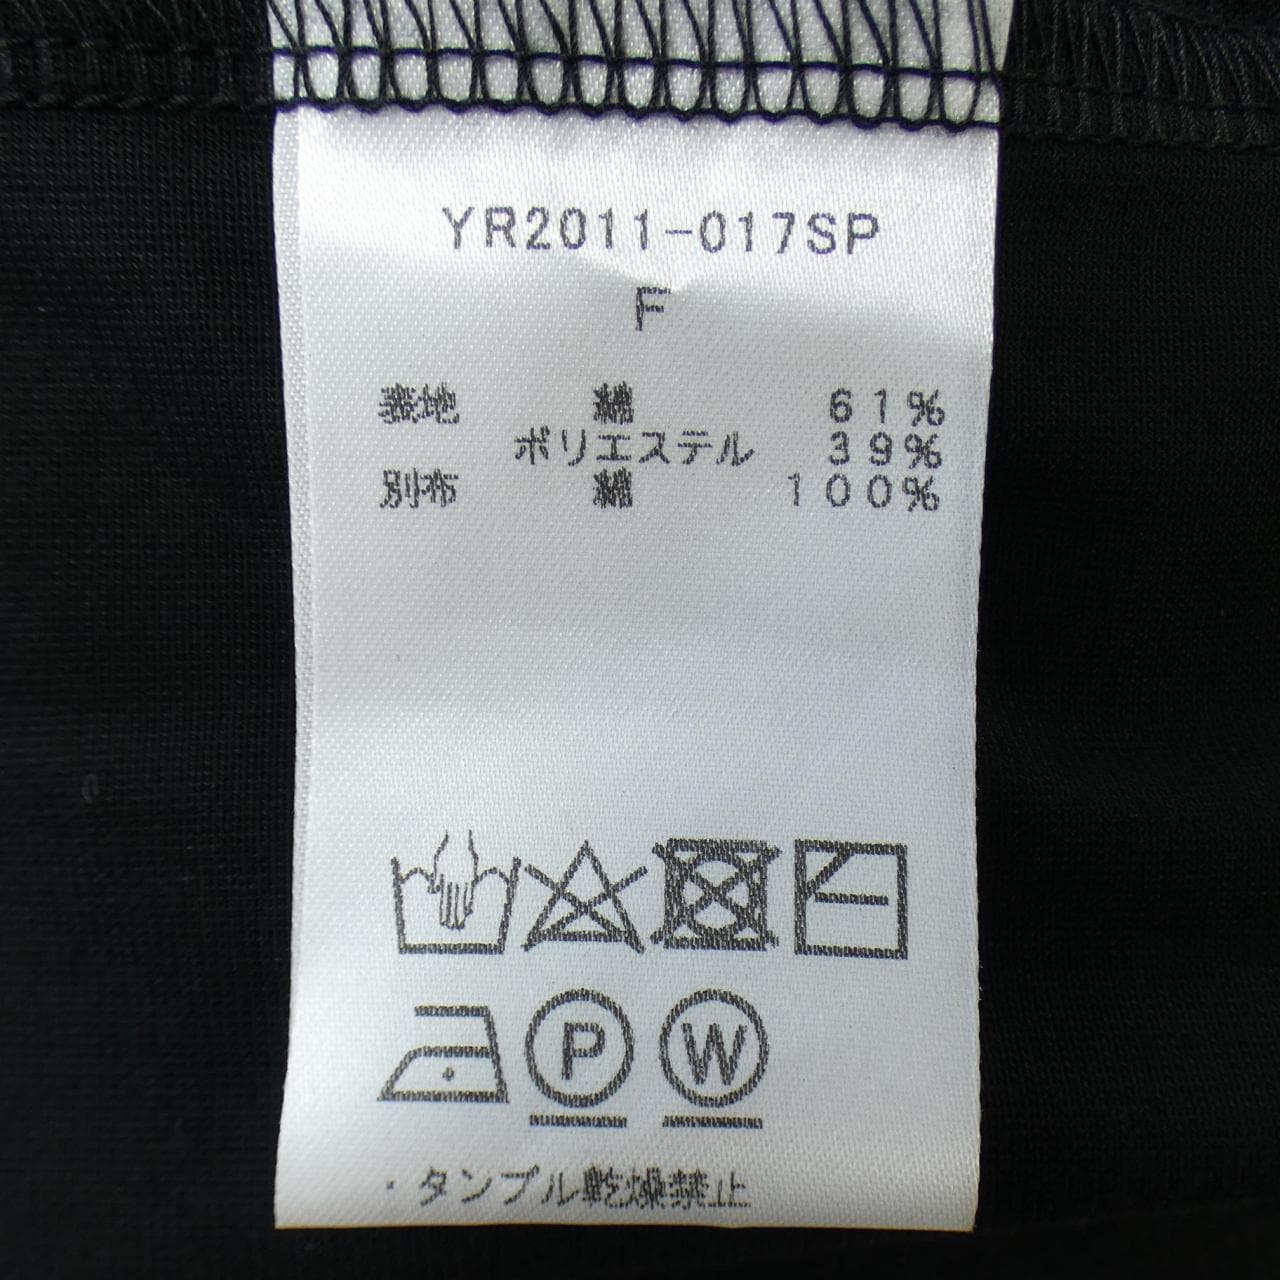 YR2011-017SP
F
表地 綿 61%
ポリエステル 39%
別布 綿 100%
P W
・タンブル乾燥禁止